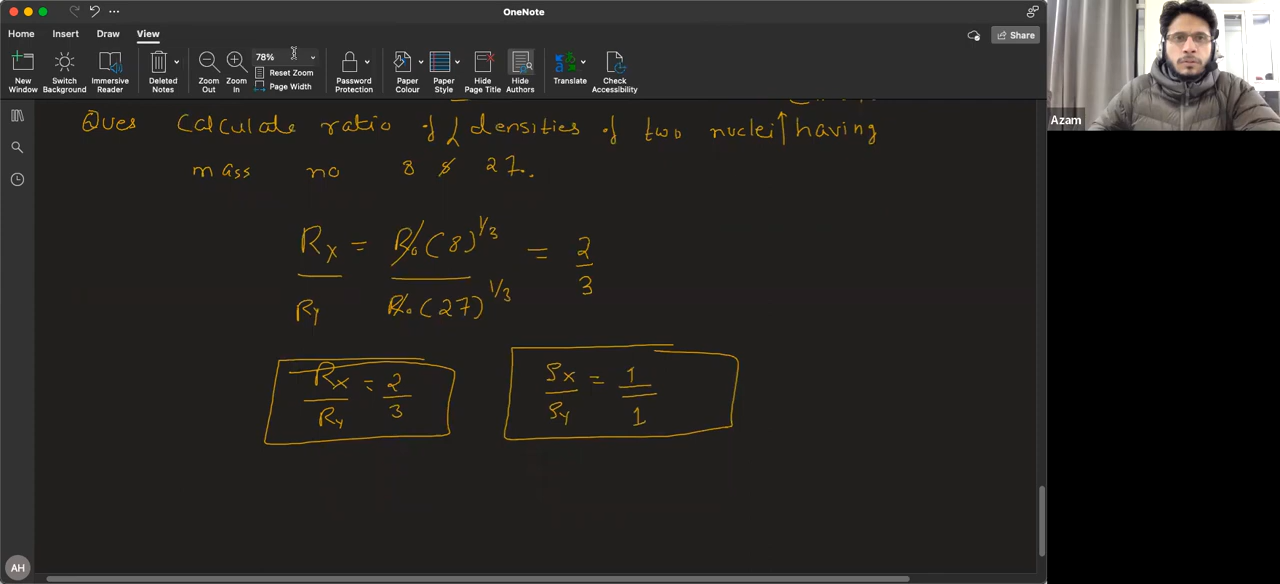 OneNote
Home Insert Draw View
Share
78%
Reset Zoom
Page Width
New Window
Switch Background
Immersive Reader
Deleted Notes
Zoom Out
Zoom In
Password Protection
Paper Colour
Paper Style
Hide Page Title
Hide Authors
Translate
Check Accessibility
Azam
Ques Calculate ratio of densities of two nuclei having
mass no 8 & 27.
Rx/Ry = R₀(8)^1/3 / R₀(27)^1/3 = 2/3
Rx/Ry = 2/3
ρx/ρy = 1/1
AH